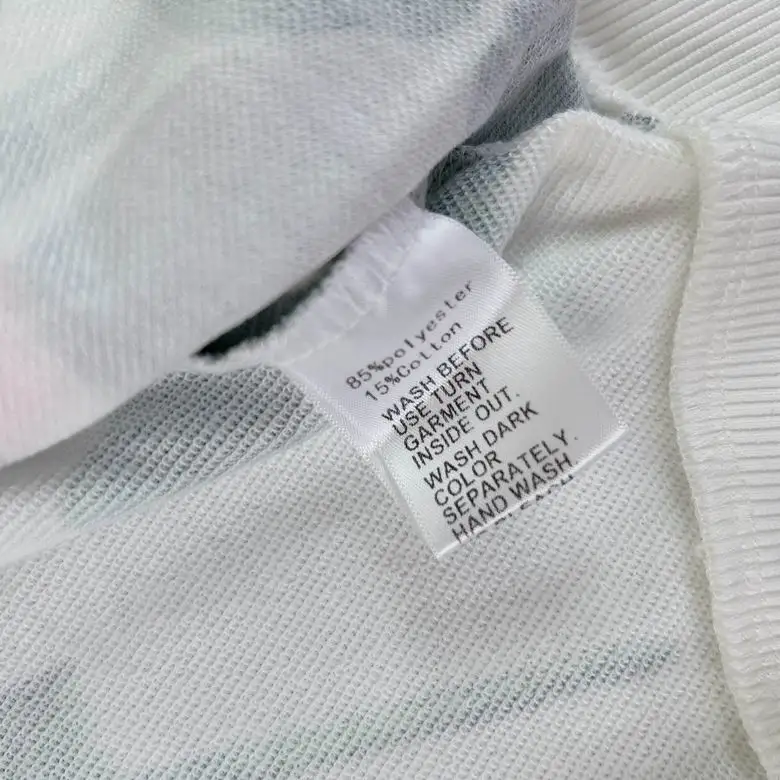 85%polyester
15%Cotton
WASH BEFORE
USE TURN
GARMENT
INSIDE OUT.
WASH DARK
COLOR
SEPARATELY.
HAND WASH